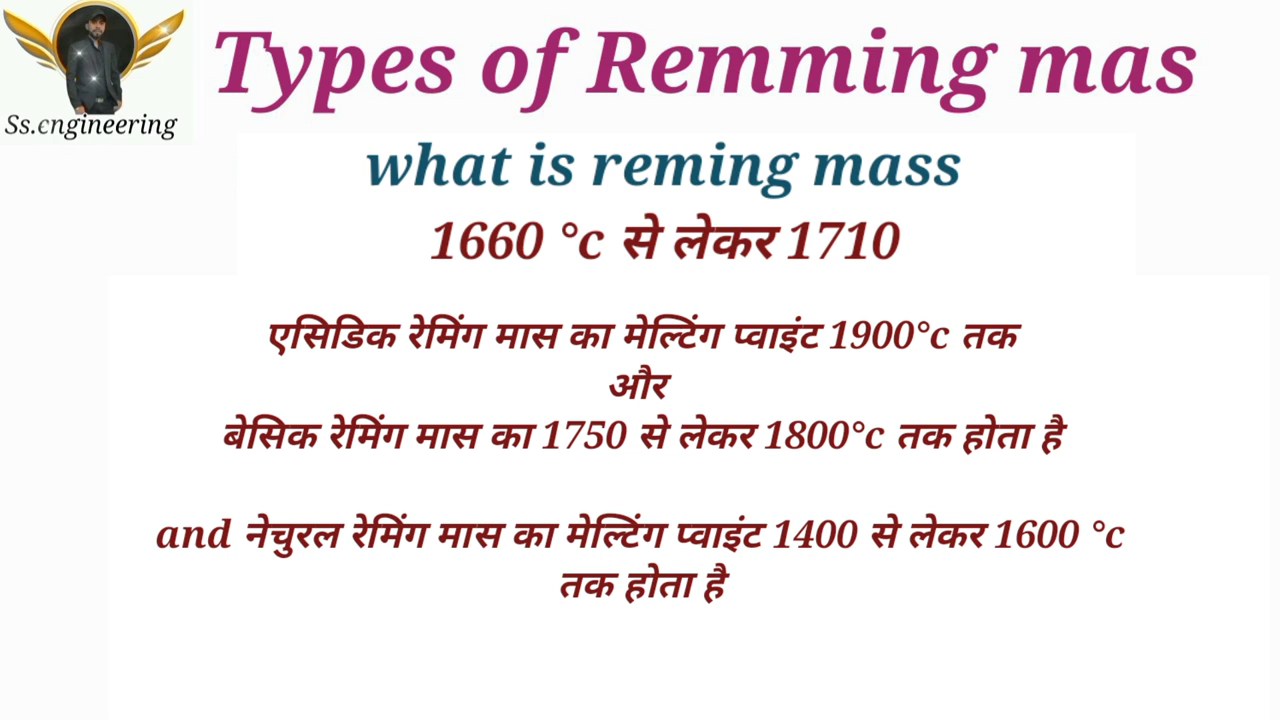 Ss.engineering
Types of Remming mas
what is reming mass
1660 °c से लेकर 1710
एसिडिक रेमिंग मास का मेल्टिंग प्वाइंट 1900°c तक
और
बेसिक रेमिंग मास का 1750 से लेकर 1800°c तक होता है
and नेचुरल रेमिंग मास का मेल्टिंग प्वाइंट 1400 से लेकर 1600 °c
तक होता है